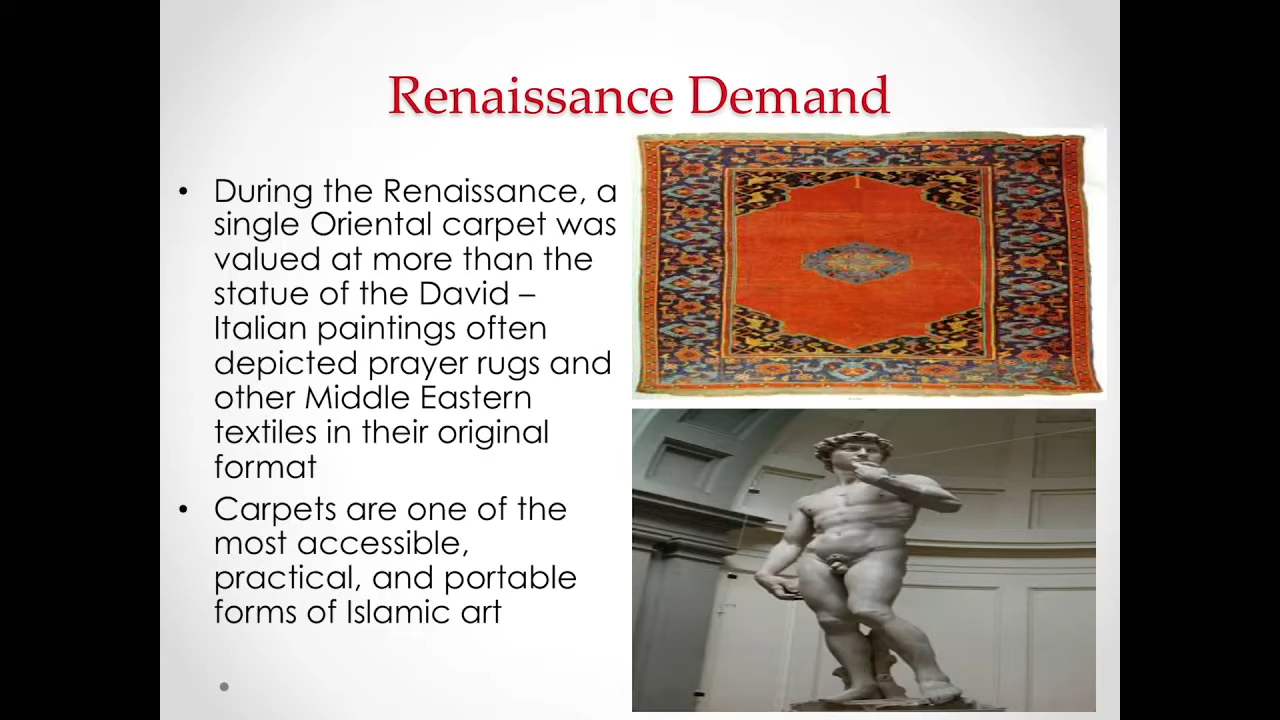 Renaissance Demand
• During the Renaissance, a
single Oriental carpet was
valued at more than the
statue of the David –
Italian paintings often
depicted prayer rugs and
other Middle Eastern
textiles in their original
format
• Carpets are one of the
most accessible,
practical, and portable
forms of Islamic art